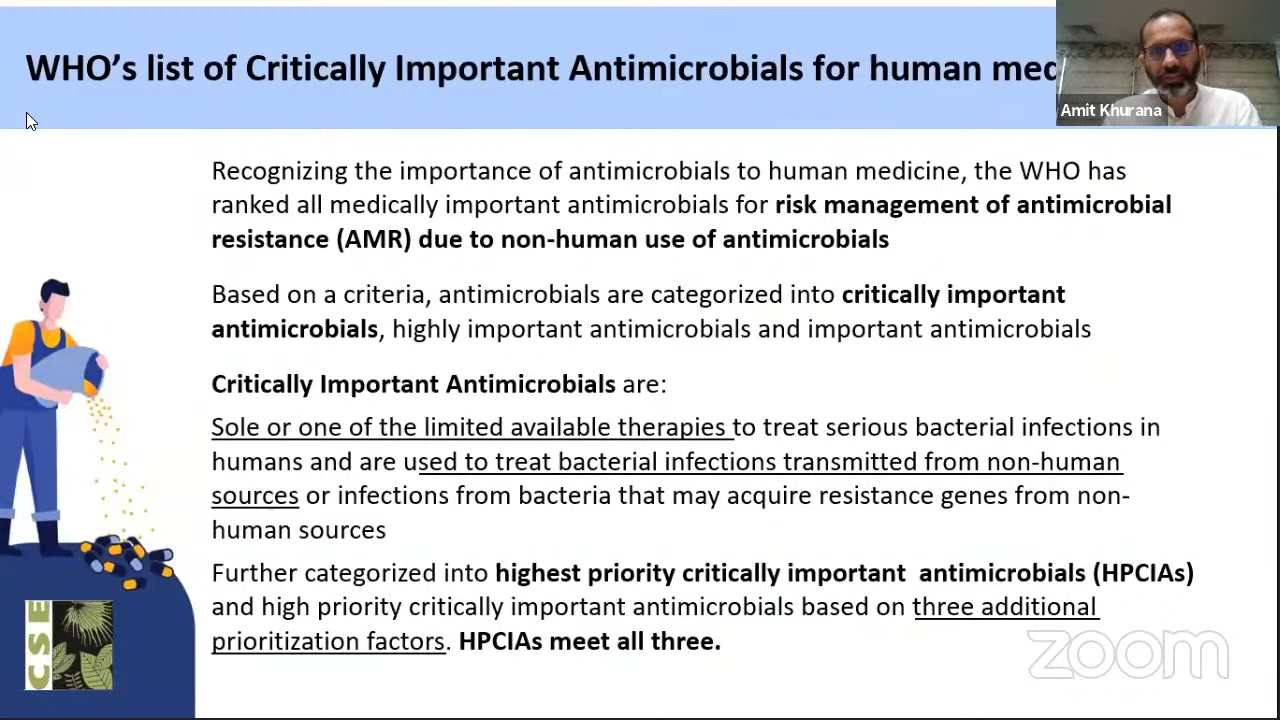 WHO's list of Critically Important Antimicrobials for human med
Amit Khurana
Recognizing the importance of antimicrobials to human medicine, the WHO has
ranked all medically important antimicrobials for risk management of antimicrobial
resistance (AMR) due to non-human use of antimicrobials
Based on a criteria, antimicrobials are categorized into critically important
antimicrobials, highly important antimicrobials and important antimicrobials
Critically Important Antimicrobials are:
Sole or one of the limited available therapies to treat serious bacterial infections in
humans and are used to treat bacterial infections transmitted from non-human
sources or infections from bacteria that may acquire resistance genes from non-
human sources
Further categorized into highest priority critically important antimicrobials (HPCIAs)
and high priority critically important antimicrobials based on three additional
prioritization factors. HPCIAs meet all three.
CSE
zoom